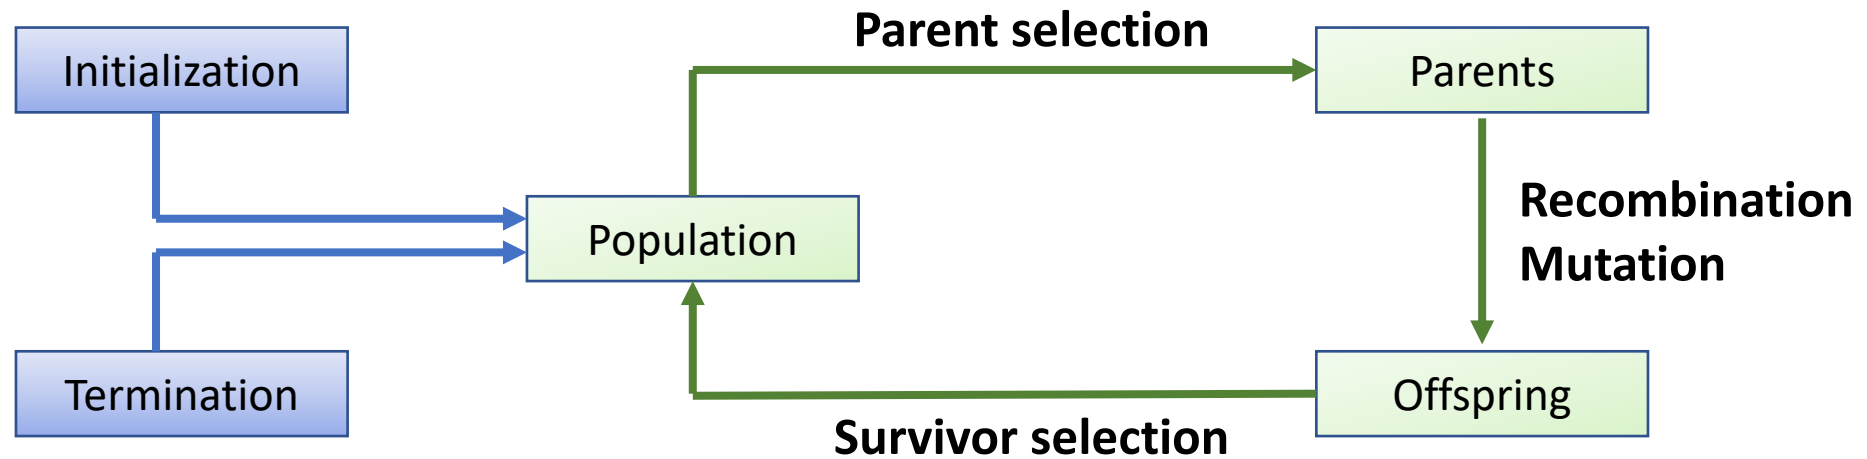 Parent selection
Initialization
Parents
Recombination
Mutation
Population
Termination
Offspring
Survivor selection